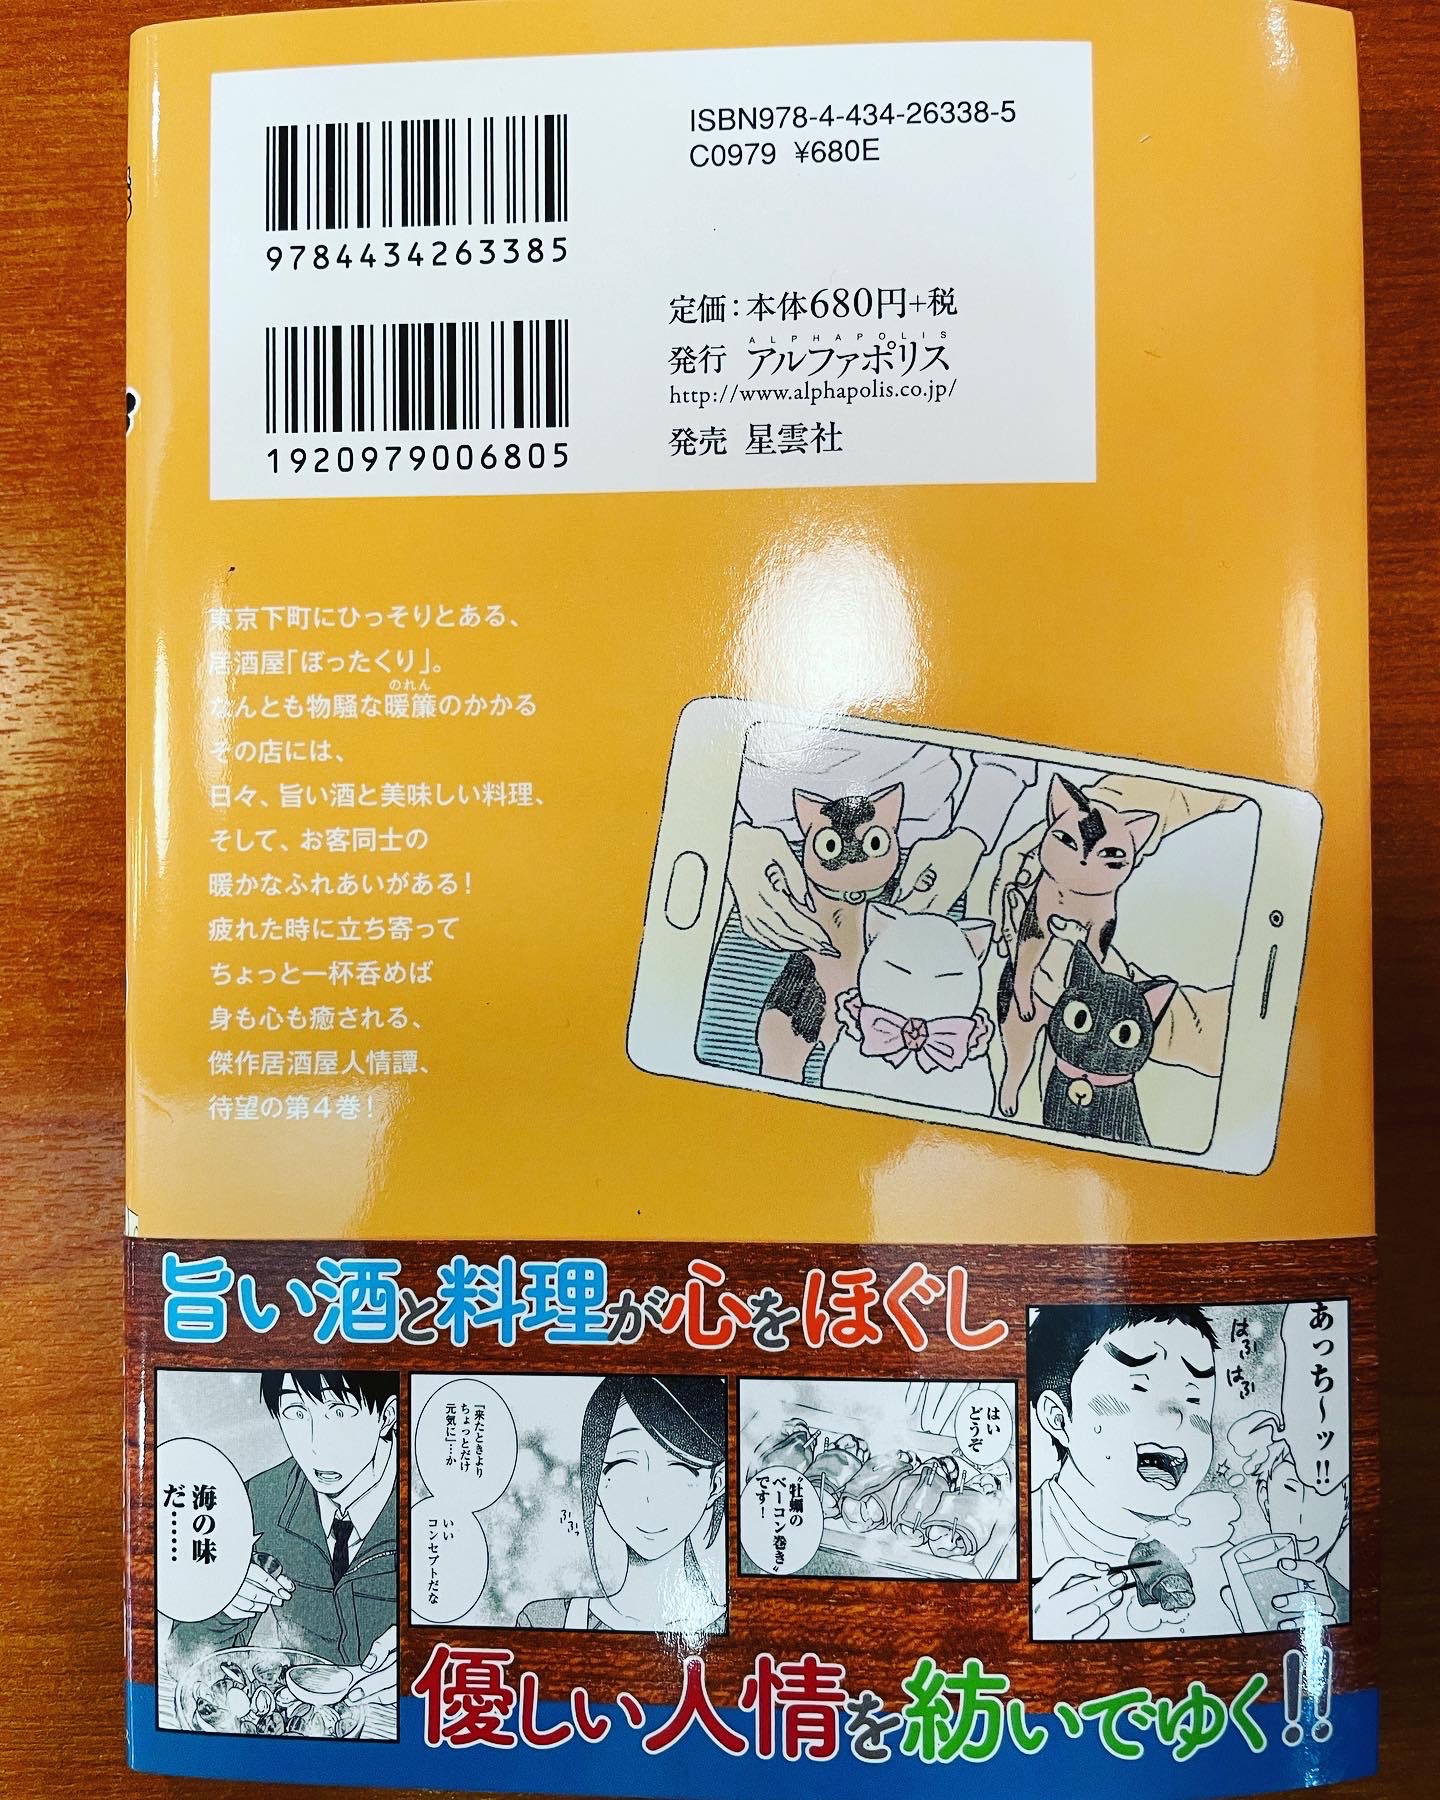 9784434263385
1920979006805
ISBN978-4-434-26338-5
C0979 ¥680E
定価:本体680円+税
ALPHAPOLIS
発行 アルファポリス
http://www.alphapolis.co.jp/
発売 星雲社
東京下町にひっそりとある、
居酒屋「ぼったくり」。
のれん
なんとも物騒な暖簾のかかる
その店には、
日々、旨い酒と美味しい料理、
そして、お客同士の
暖かなふれあいがある!
疲れた時に立ち寄って
ちょっと一杯呑めば
身も心も癒される、
傑作居酒屋人情譚、
待望の第4巻!
旨い酒と料理が心をほぐし
あっち〜ッ!!
はふ
はふ
はい
どうぞ
"牡蠣の
ベーコン巻き"
です!
「来たときより
ちょっとだけ
元気に」…か
いい
コンセプトだな
ふふっ
海の味
だ……
優しい人情を紡いでゆく!!